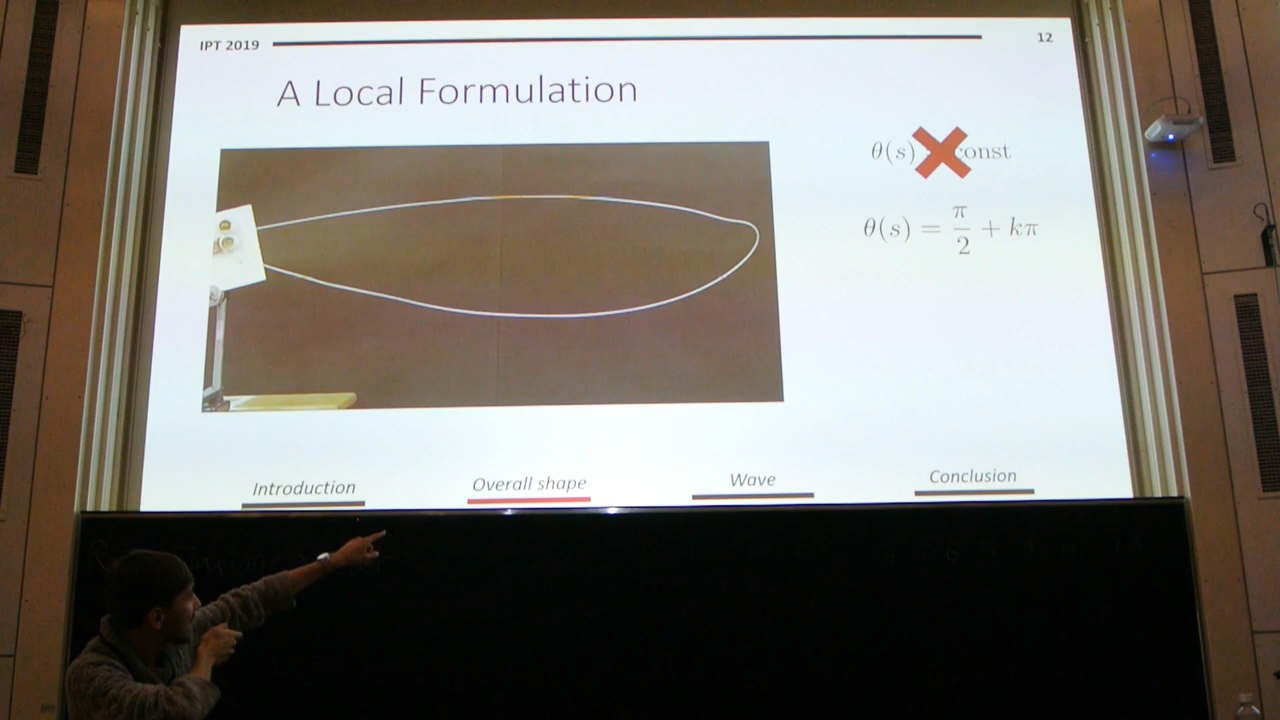 IPT 2019
12
A Local Formulation
θ(s) const
θ(s) = π/2 + kπ
Introduction
Overall shape
Wave
Conclusion